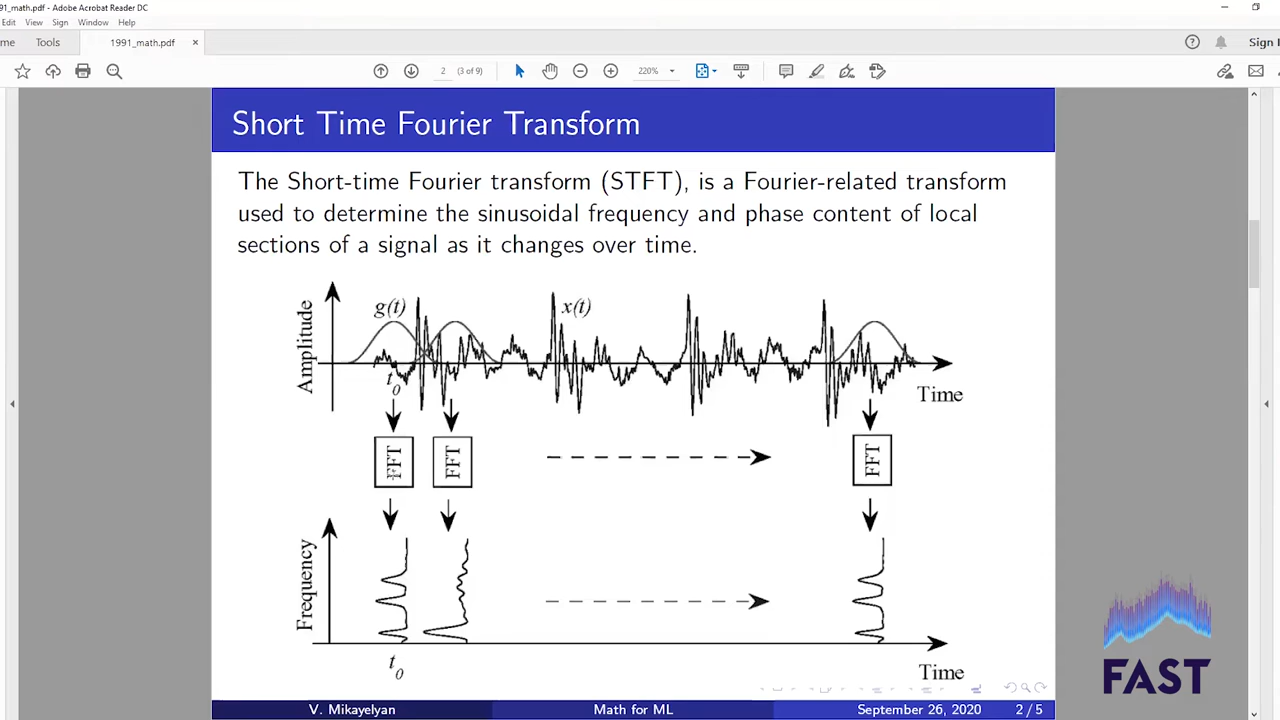 91_math.pdf - Adobe Acrobat Reader DC
Edit View Sign Window Help
me Tools 1991_math.pdf × Sign I
2 (3 of 9) 220%
Short Time Fourier Transform
The Short-time Fourier transform (STFT), is a Fourier-related transform
used to determine the sinusoidal frequency and phase content of local
sections of a signal as it changes over time.
Amplitude
g(t) x(t)
t0
Time
FFT FFT FFT
Frequency
t0
Time
FAST
V. Mikayelyan Math for ML September 26, 2020 2 / 5